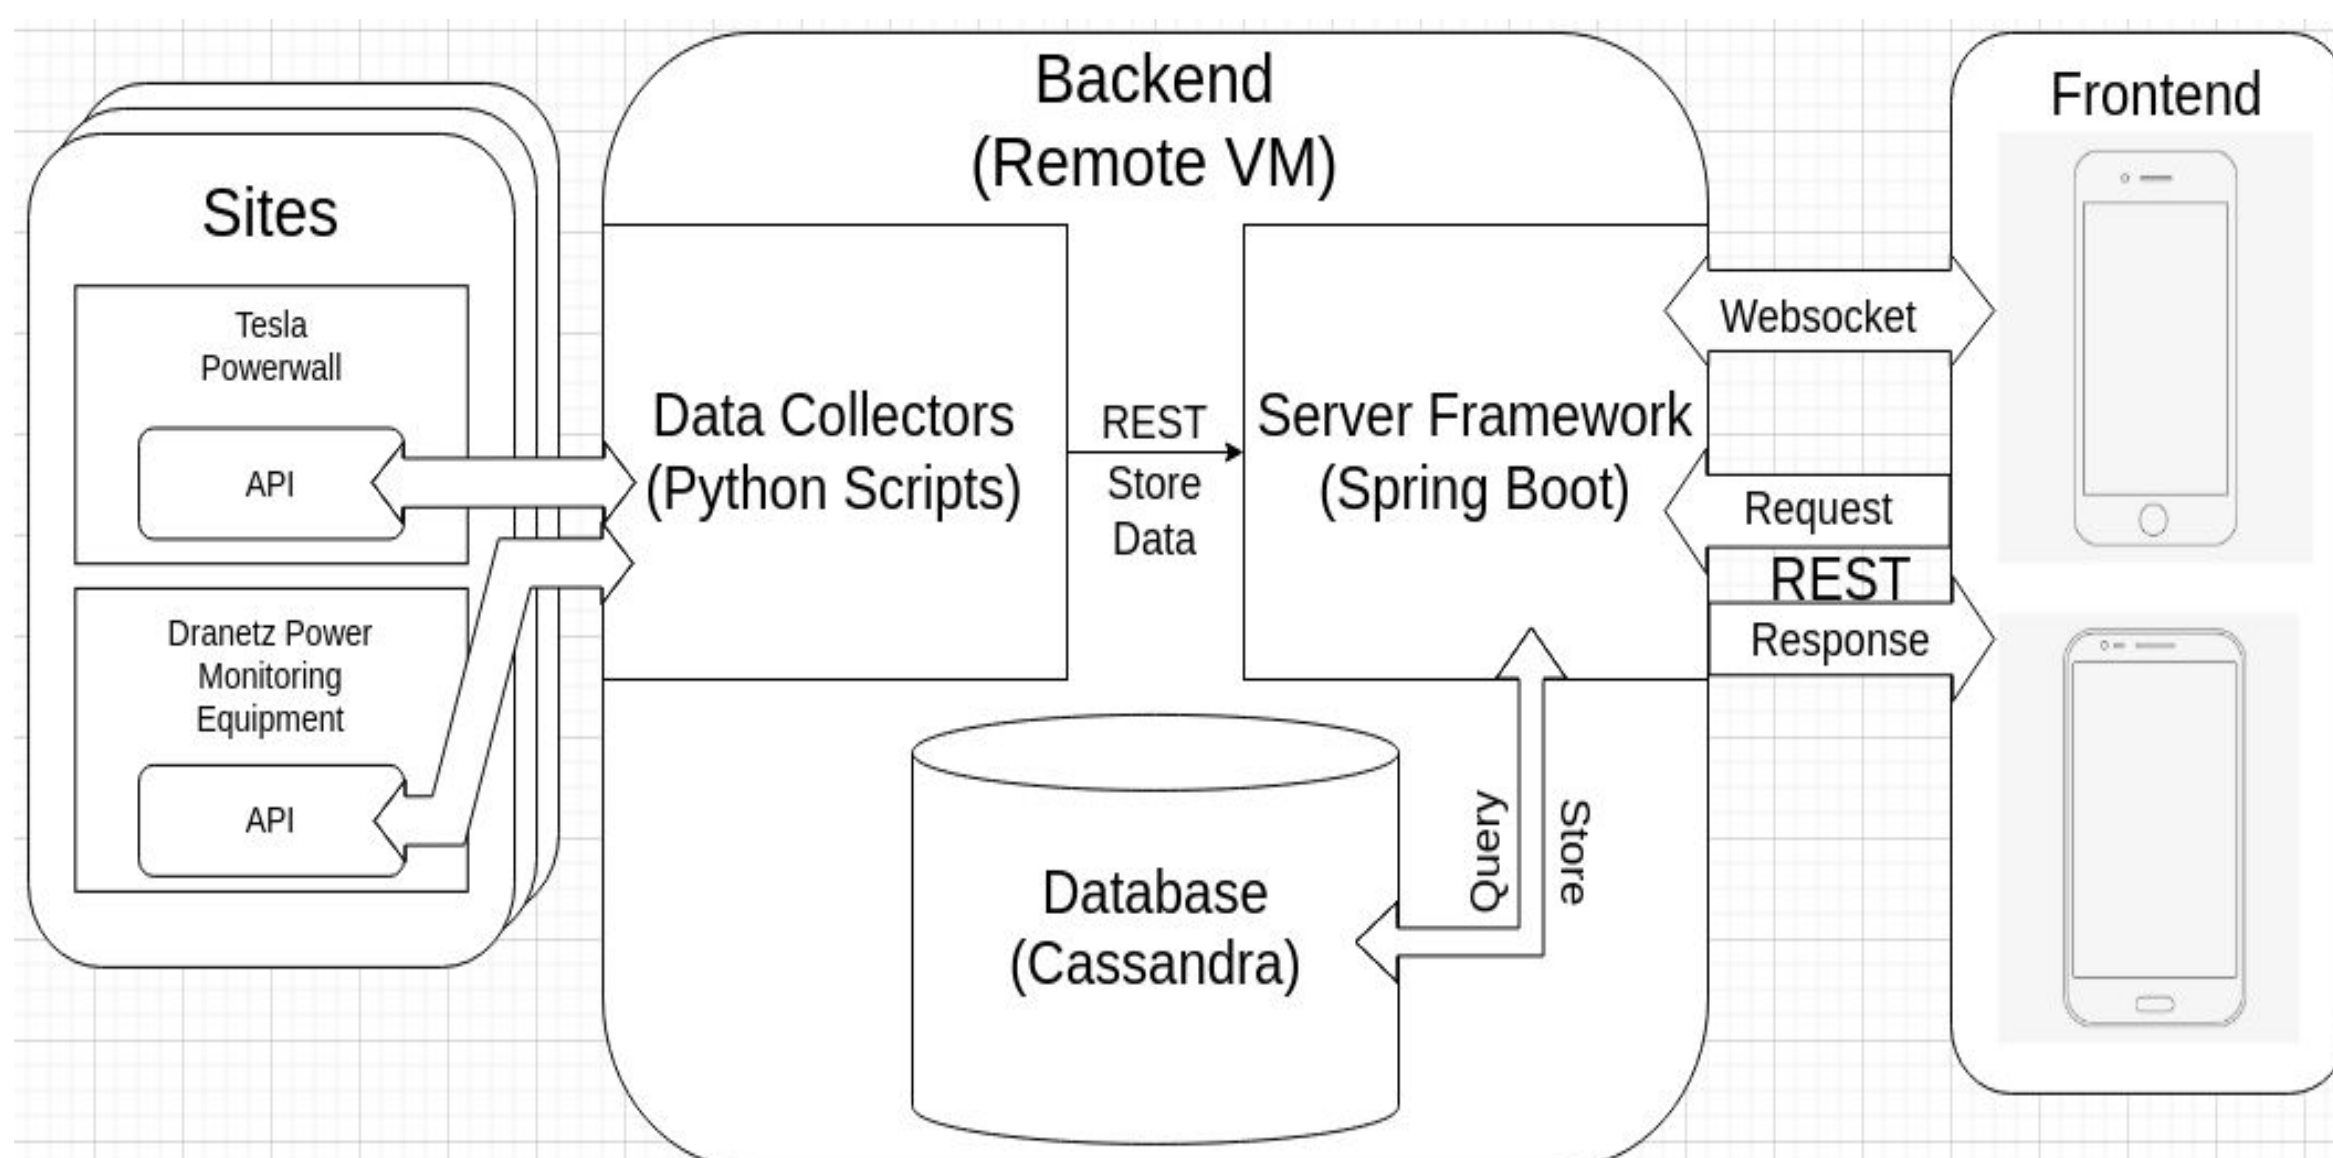 Sites
Tesla
Powerwall
API
Dranetz Power
Monitoring
Equipment
API
Backend
(Remote VM)
Data Collectors
(Python Scripts)
REST
Store
Data
Server Framework
(Spring Boot)
Database
(Cassandra)
Query
Store
Websocket
Request
REST
Response
Frontend